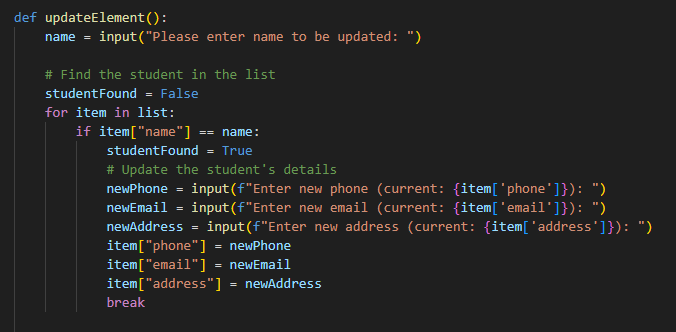 def updateElement():
    name = input("Please enter name to be updated: ")

    # Find the student in the list
    studentFound = False
    for item in list:
        if item["name"] == name:
            studentFound = True
            # Update the student's details
            newPhone = input(f"Enter new phone (current: {item['phone']}): ")
            newEmail = input(f"Enter new email (current: {item['email']}): ")
            newAddress = input(f"Enter new address (current: {item['address']}): ")
            item["phone"] = newPhone
            item["email"] = newEmail
            item["address"] = newAddress
            break